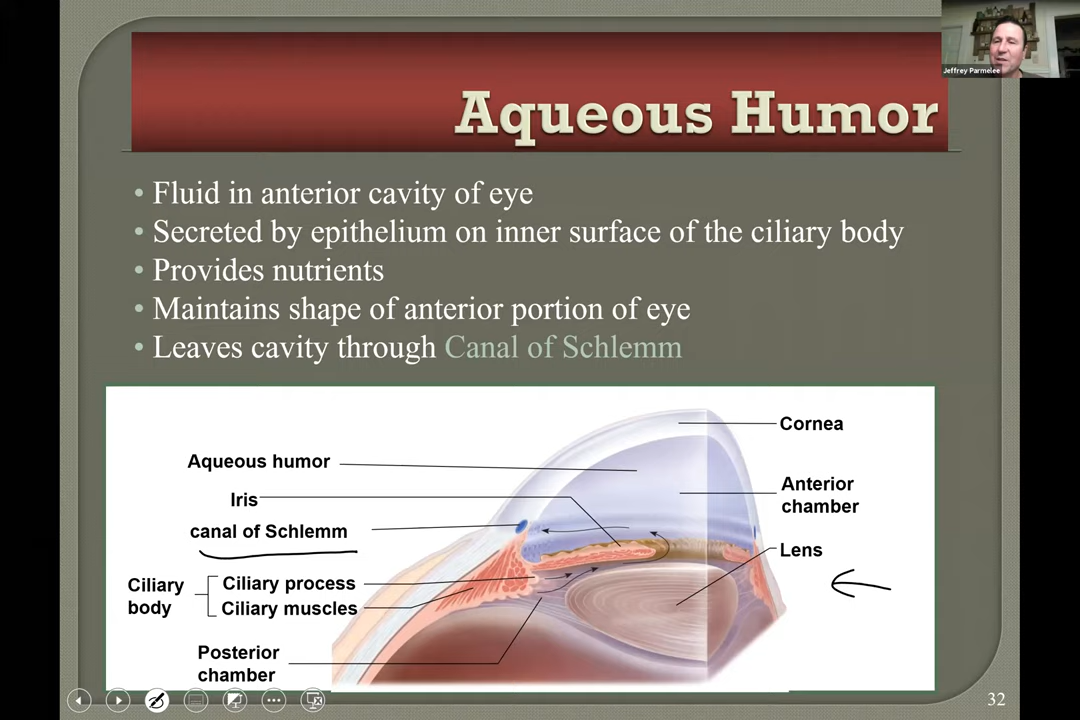 Jeffrey Parmelee
Aqueous Humor
• Fluid in anterior cavity of eye
• Secreted by epithelium on inner surface of the ciliary body
• Provides nutrients
• Maintains shape of anterior portion of eye
• Leaves cavity through Canal of Schlemm
Cornea
Aqueous humor
Anterior
chamber
Iris
canal of Schlemm
Lens
Ciliary
body
Ciliary process
Ciliary muscles
Posterior
chamber
32